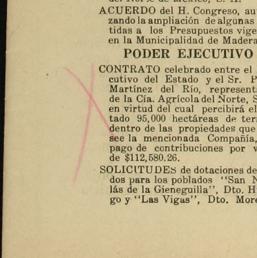 ACUERDO del H. Congreso, au
zando la ampliación de algunas
tidas a los Presupuestos vige
en la Municipalidad de Madera
PODER EJECUTIVO
CONTRATO celebrado entre el
cutivo del Estado y el Sr. P
Martínez del Río, represent
de la Cía. Agrícola del Norte, S
en virtud del cual percibirá el
tado 95,000 hectáreas de ter
dentro de las propiedades que
see la mencionada Compañía,
pago de contribuciones por v
de $112,580.26.
SOLICITUDES de dotaciones de
dos para los poblados "San N
lás de la Gieneguilla", Dto. H
go y "Las Vigas", Dto. More